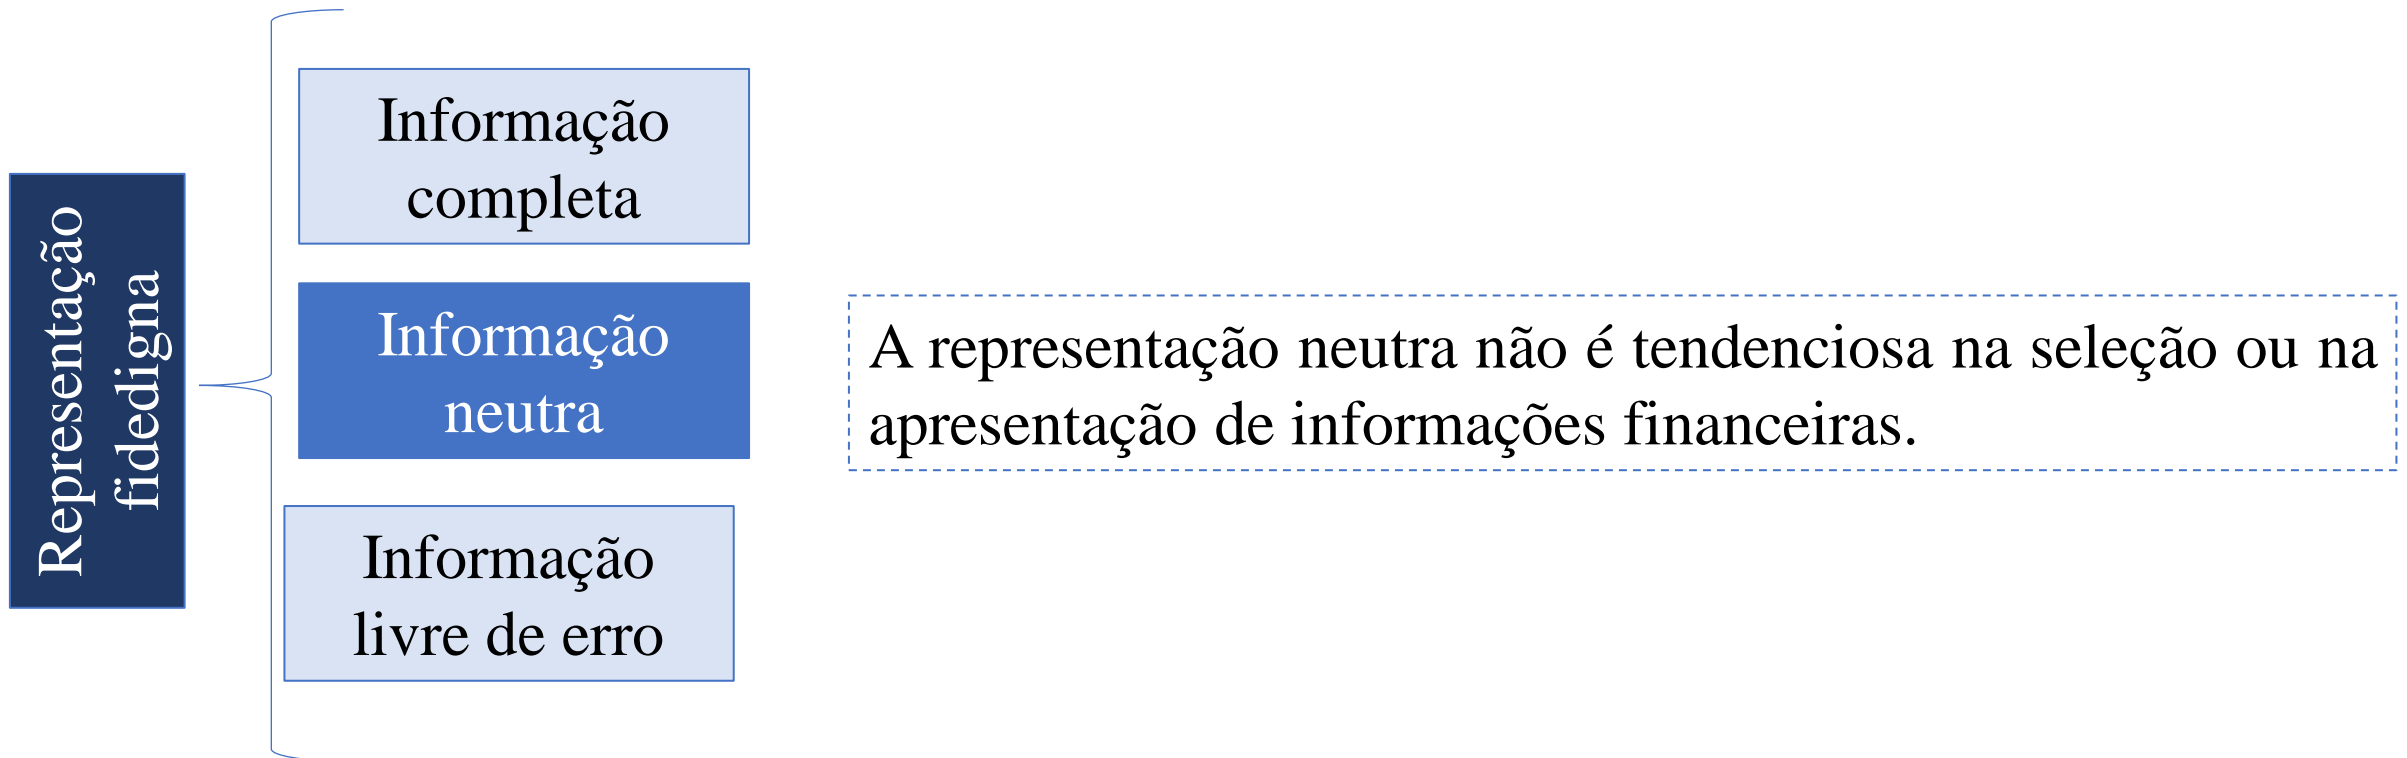 Representação
fidedigna
Informação
completa
Informação
neutra
A representação neutra não é tendenciosa na seleção ou na
apresentação de informações financeiras.
Informação
livre de erro